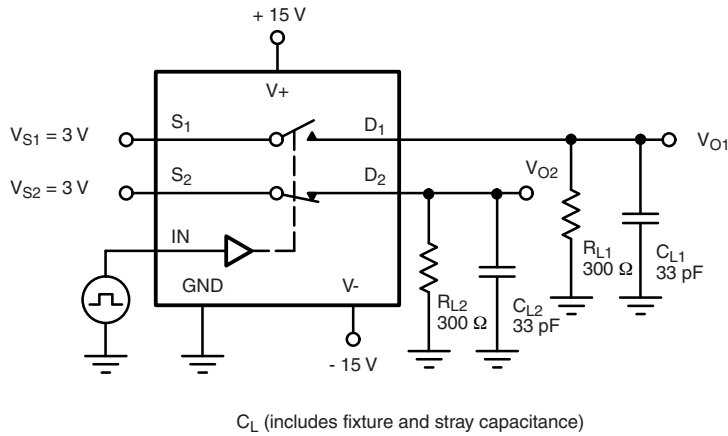 + 15 V
V+
V_S1 = 3 V
S_1
D_1
V_O1
V_S2 = 3 V
S_2
D_2
V_O2
IN
GND
V-
R_L1
300 Ω
C_L1
33 pF
R_L2
300 Ω
C_L2
33 pF
- 15 V
C_L (includes fixture and stray capacitance)